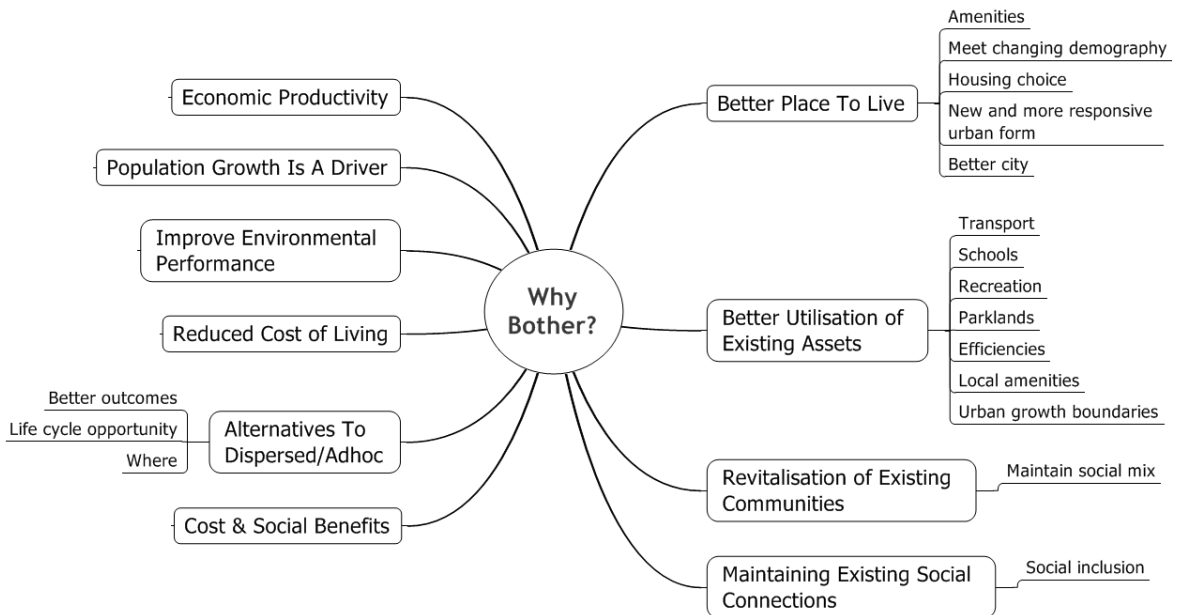 Why
Bother?
Better Place To Live
Amenities
Meet changing demography
Housing choice
New and more responsive
urban form
Better city
Better Utilisation of
Existing Assets
Transport
Schools
Recreation
Parklands
Efficiencies
Local amenities
Urban growth boundaries
Revitalisation of Existing
Communities
Maintain social mix
Maintaining Existing Social
Connections
Social inclusion
Economic Productivity
Population Growth Is A Driver
Improve Environmental
Performance
Reduced Cost of Living
Alternatives To
Dispersed/Adhoc
Better outcomes
Life cycle opportunity
Where
Cost & Social Benefits